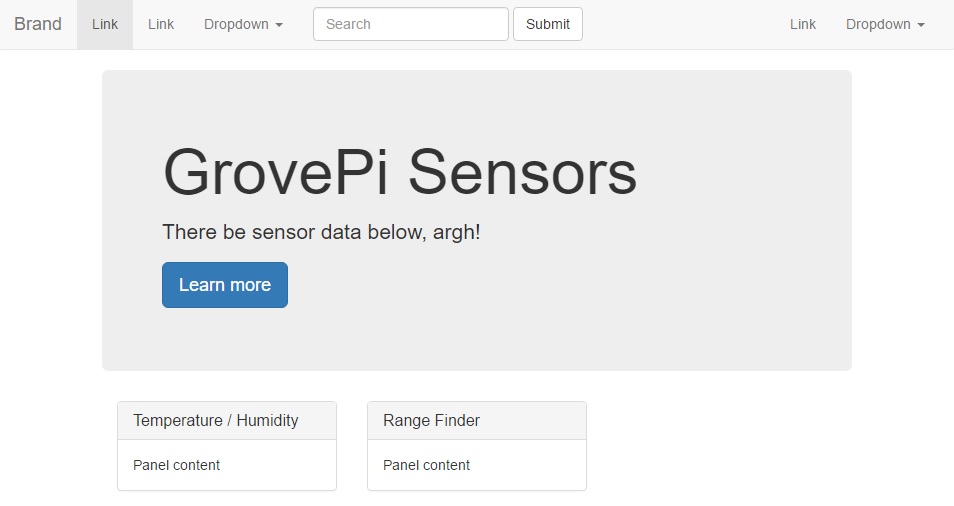 Brand Link Link Dropdown Search Submit Link Dropdown
GrovePi Sensors
There be sensor data below, argh!
Learn more
Temperature / Humidity
Panel content
Range Finder
Panel content